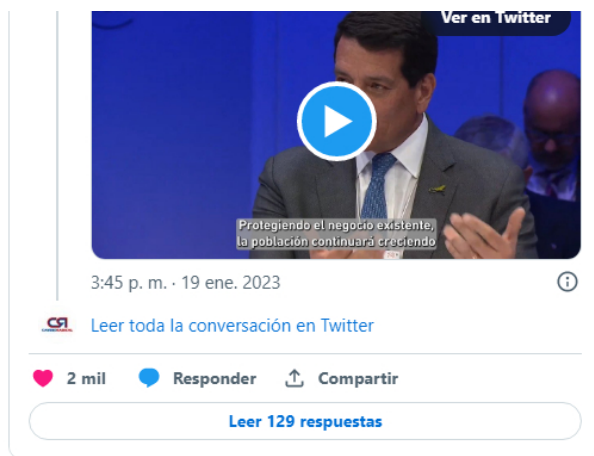 Ver en Twitter
Protegiendo el negocio existente,
la población continuará creciendo
3:45 p. m. · 19 ene. 2023
Leer toda la conversación en Twitter
2 mil Responder Compartir
Leer 129 respuestas